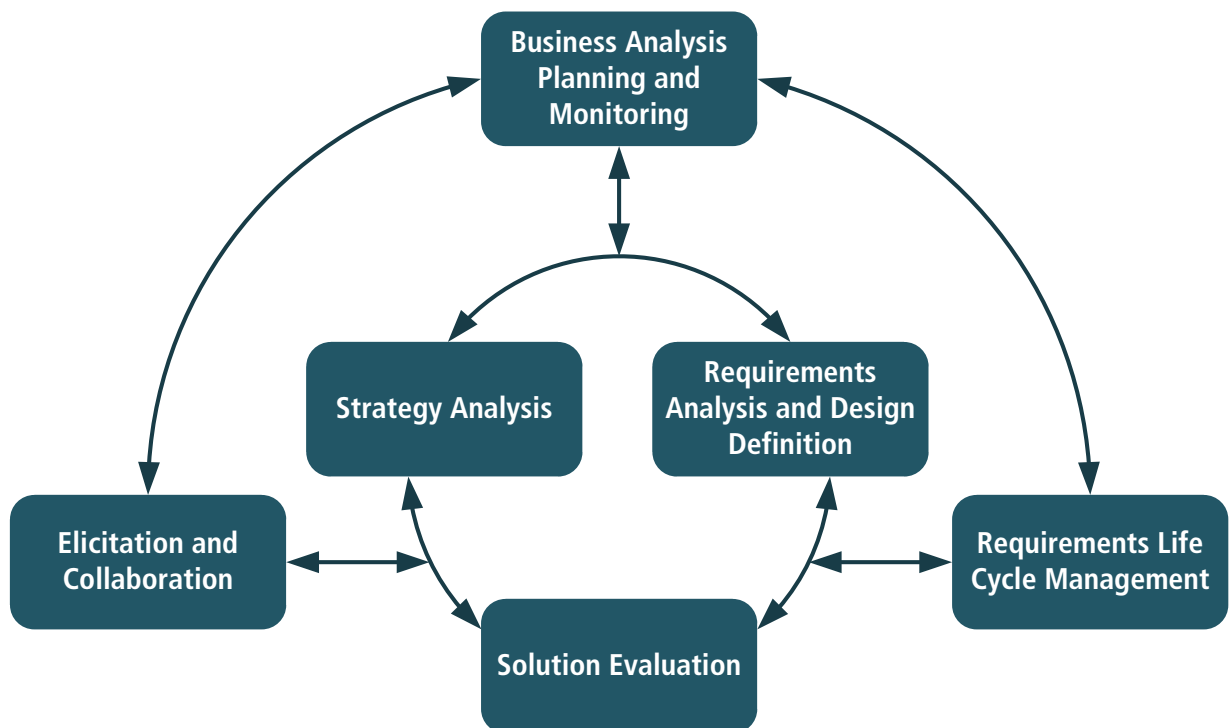 Business Analysis
Planning and
Monitoring
Strategy Analysis
Requirements
Analysis and Design
Definition
Elicitation and
Collaboration
Requirements Life
Cycle Management
Solution Evaluation